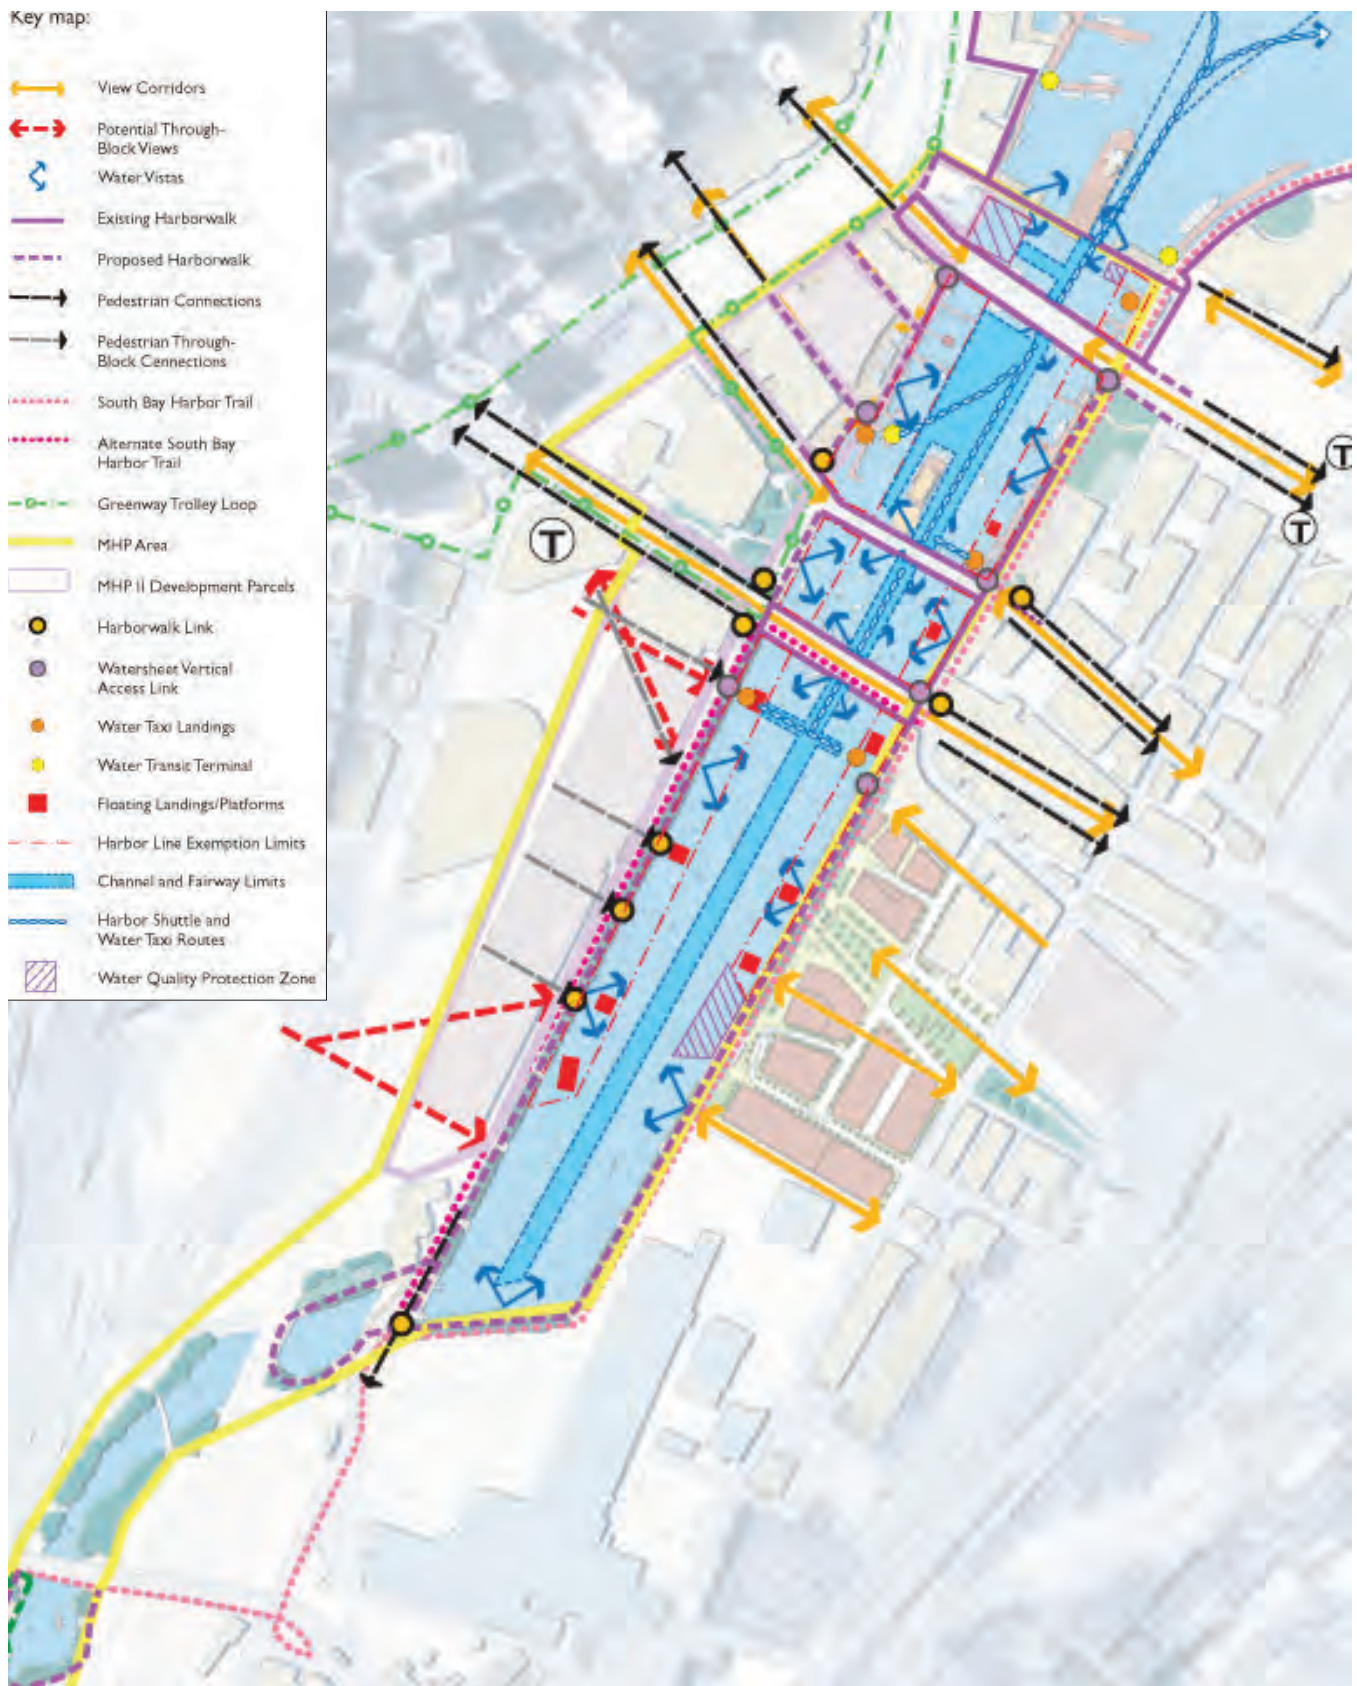 Key map:
View Corridors
Potential Through-
Block Views
Water Vistas
Existing Harborwalk
Proposed Harborwalk
Pedestrian Connections
Pedestrian Through-
Block Connections
South Bay Harbor Trail
Alternate South Bay
Harbor Trail
Greenway Trolley Loop
MHP Area
MHP II Development Parcels
Harborwalk Link
Watersheet Vertical
Access Link
Water Taxi Landings
Water Transit Terminal
Floating Landings/Platforms
Harbor Line Exemption Limits
Channel and Fairway Limits
Harbor Shuttle and
Water Taxi Routes
Water Quality Protection Zone
T
T
T